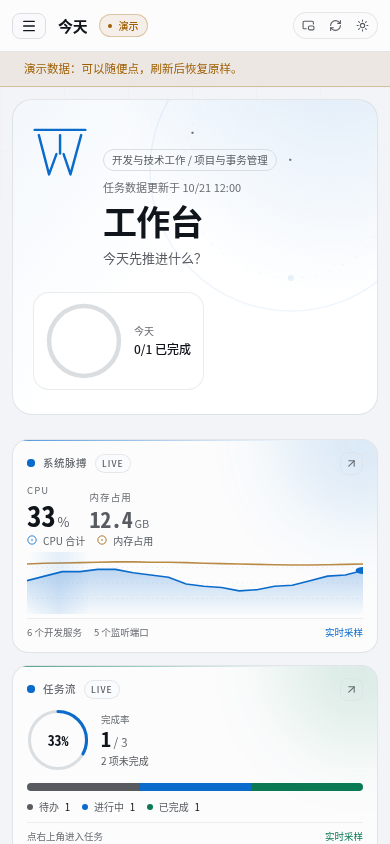 今天
演示
演示数据：可以随便点，刷新后恢复原样。
开发与技术工作 / 项目与事务管理
任务数据更新于 10/21 12:00
工作台
今天先推进什么？
今天
0/1 已完成
系统脉搏 LIVE
CPU
33 %
内存占用
12.4 GB
CPU 合计 内存占用
6 个开发服务 5 个监听端口 实时采样
任务流 LIVE
33%
完成率
1 / 3
2 项未完成
待办 1 进行中 1 已完成 1
点右上角进入任务 实时采样